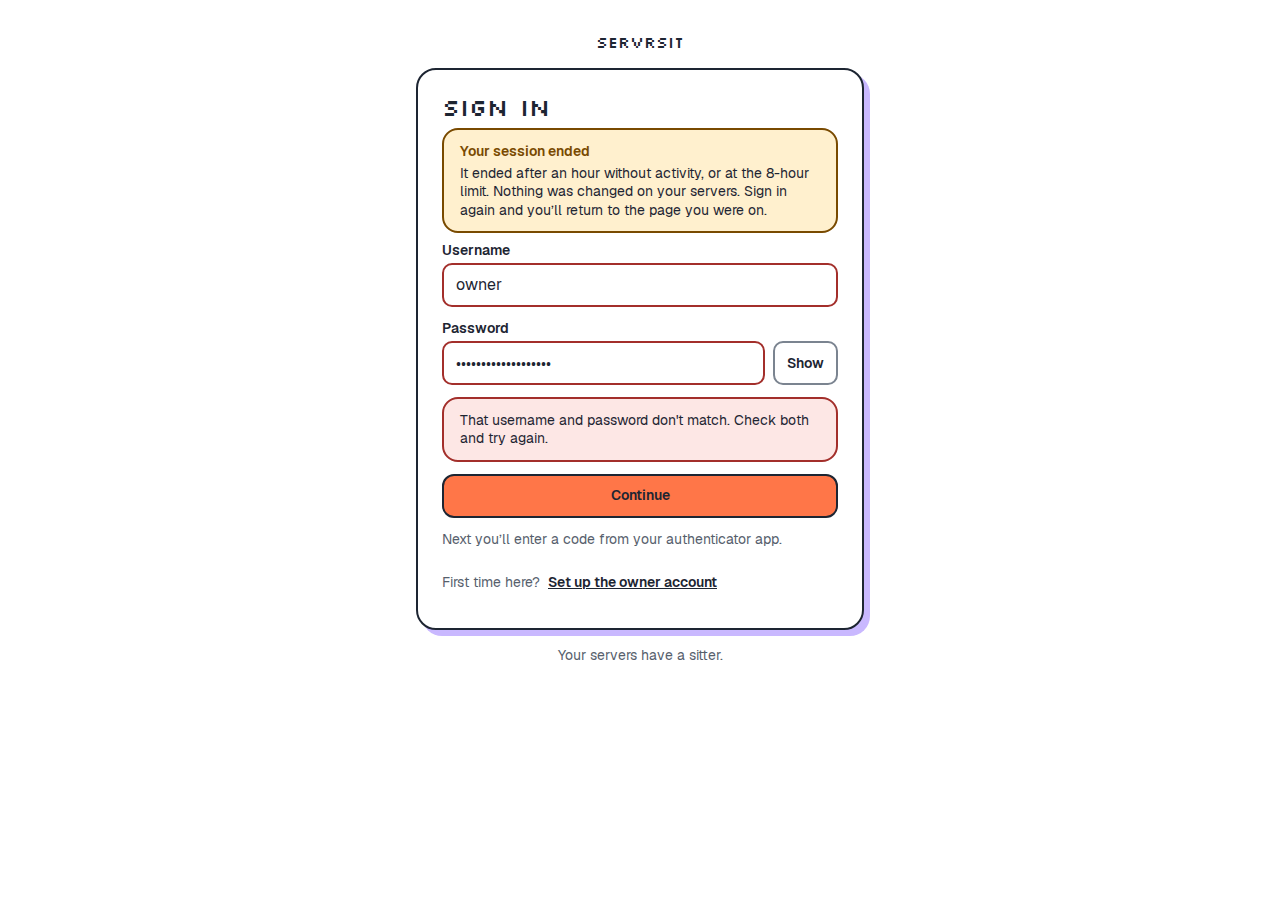 SERVRSIT
SIGN IN
Your session ended
It ended after an hour without activity, or at the 8-hour
limit. Nothing was changed on your servers. Sign in
again and you'll return to the page you were on.
Username
owner
Password
••••••••••••••••••• Show
That username and password don't match. Check both
and try again.
Continue
Next you'll enter a code from your authenticator app.
First time here? Set up the owner account
Your servers have a sitter.